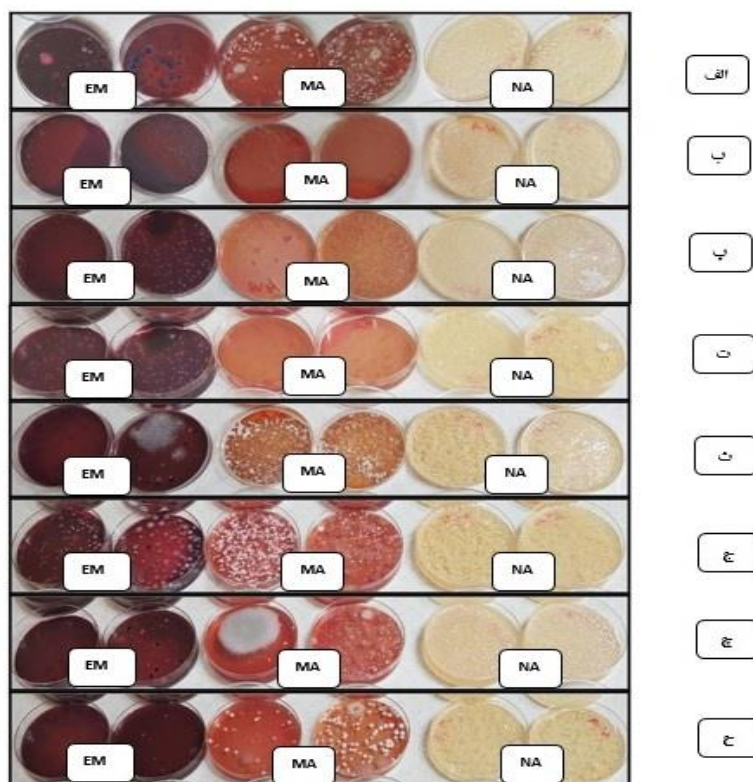 EM MA NA الف
EM MA NA ب
EM MA NA پ
EM MA NA ت
EM MA NA ث
EM MA NA ج
EM MA NA چ
EM MA NA ح